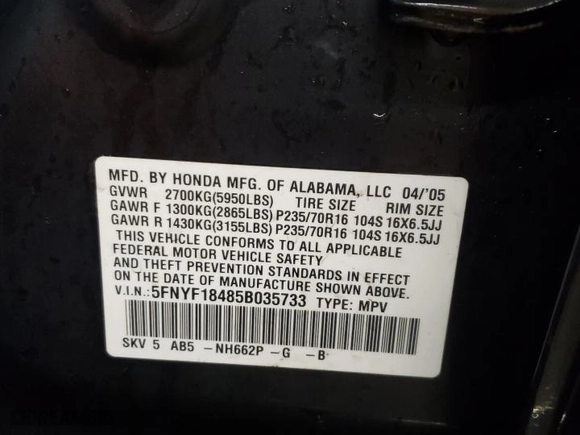 MFD. BY HONDA MFG. OF ALABAMA, LLC 04/'05
GVWR 2700KG(5950LBS) TIRE SIZE RIM SIZE
GAWR F 1300KG(2865LBS) P235/70R16 104S 16X6.5JJ
GAWR R 1430KG(3155LBS) P235/70R16 104S 16X6.5JJ
THIS VEHICLE CONFORMS TO ALL APPLICABLE
FEDERAL MOTOR VEHICLE SAFETY
AND THEFT PREVENTION STANDARDS IN EFFECT
ON THE DATE OF MANUFACTURE SHOWN ABOVE.
V.I.N.: 5FNYF18485B035733 TYPE: MPV
SKV 5 AB5 -NH662P -G -B